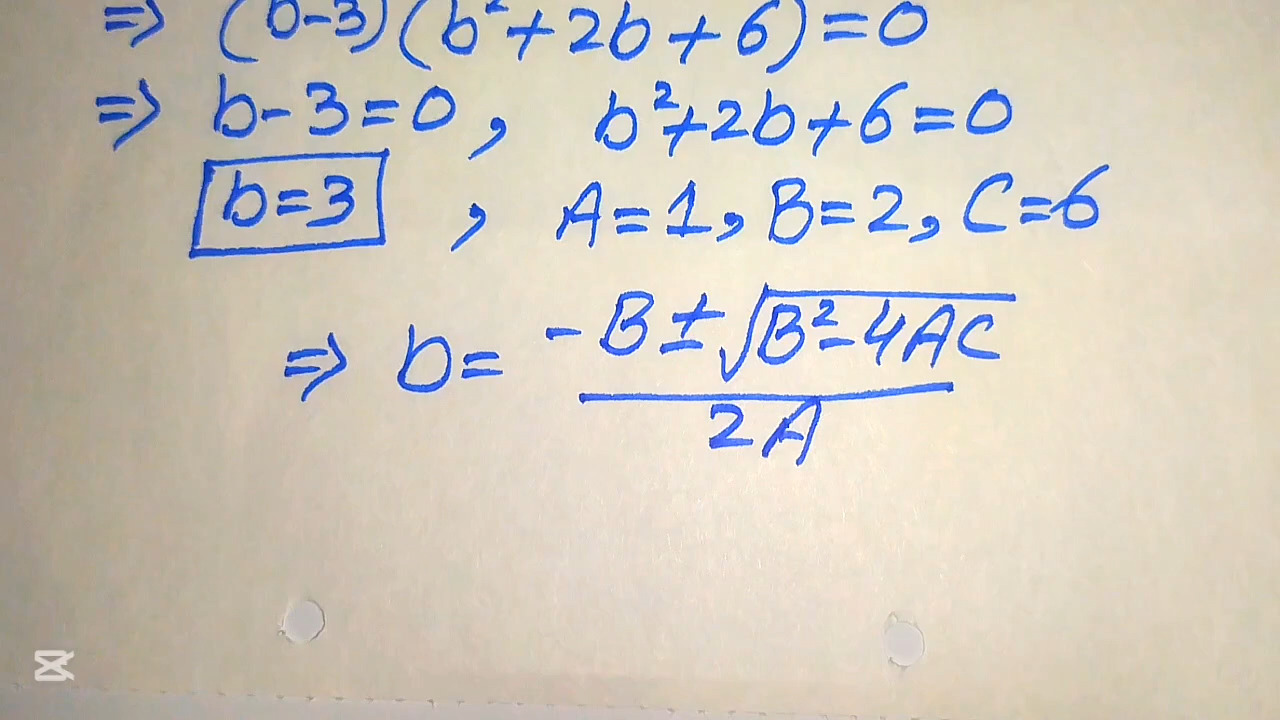 => (b-3)(b²+2b+6)=0
=> b-3=0, b²+2b+6=0
b=3, A=1, B=2, C=6
=> b= -B±√B²-4AC
2A